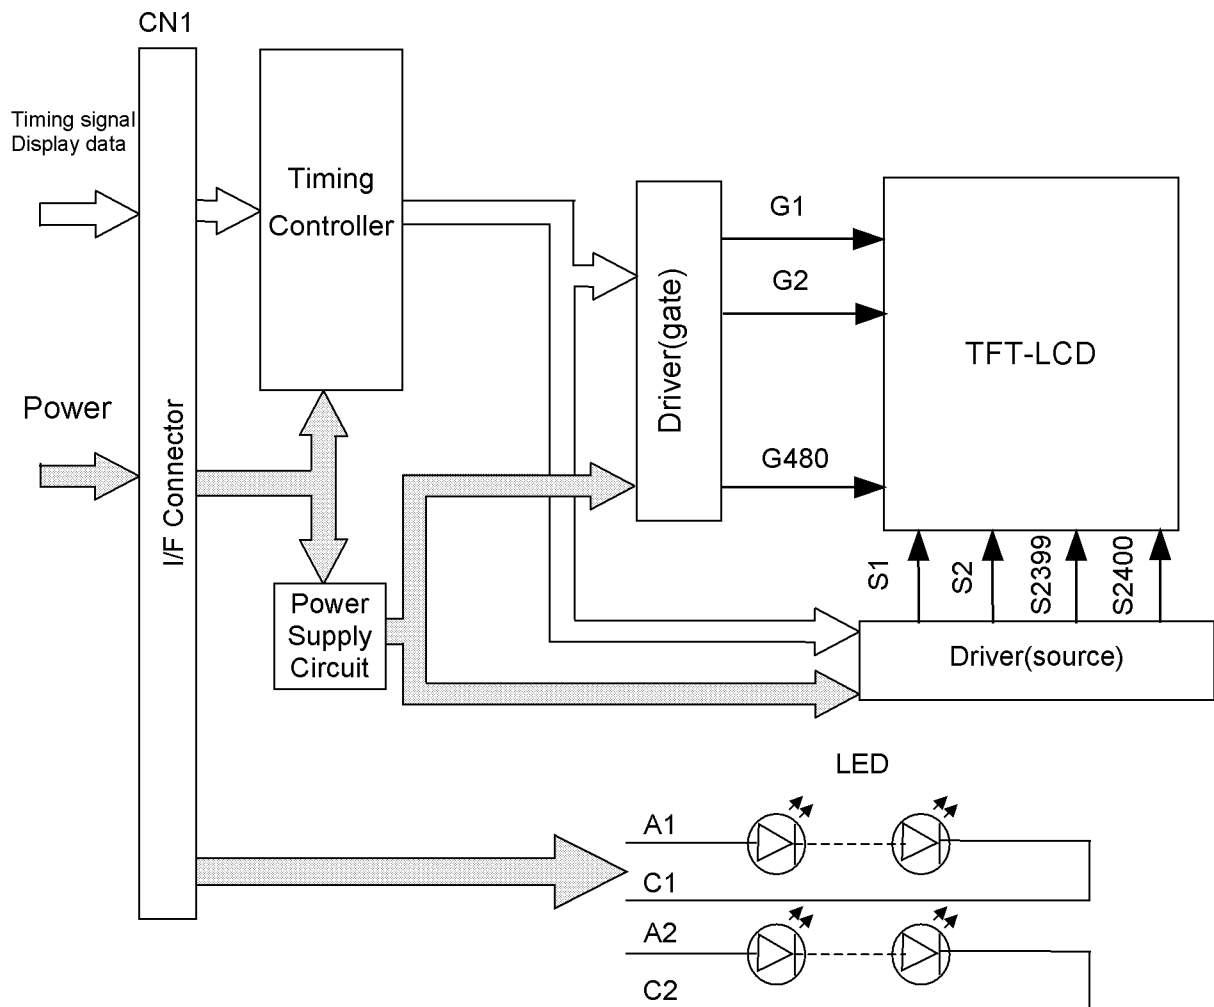 CN1
Timing signal
Display data
Power
I/F Connector
Timing
Controller
Power
Supply
Circuit
Driver(gate)
G1
G2
G480
TFT-LCD
S1
S2
S2399
S2400
Driver(source)
LED
A1
C1
A2
C2